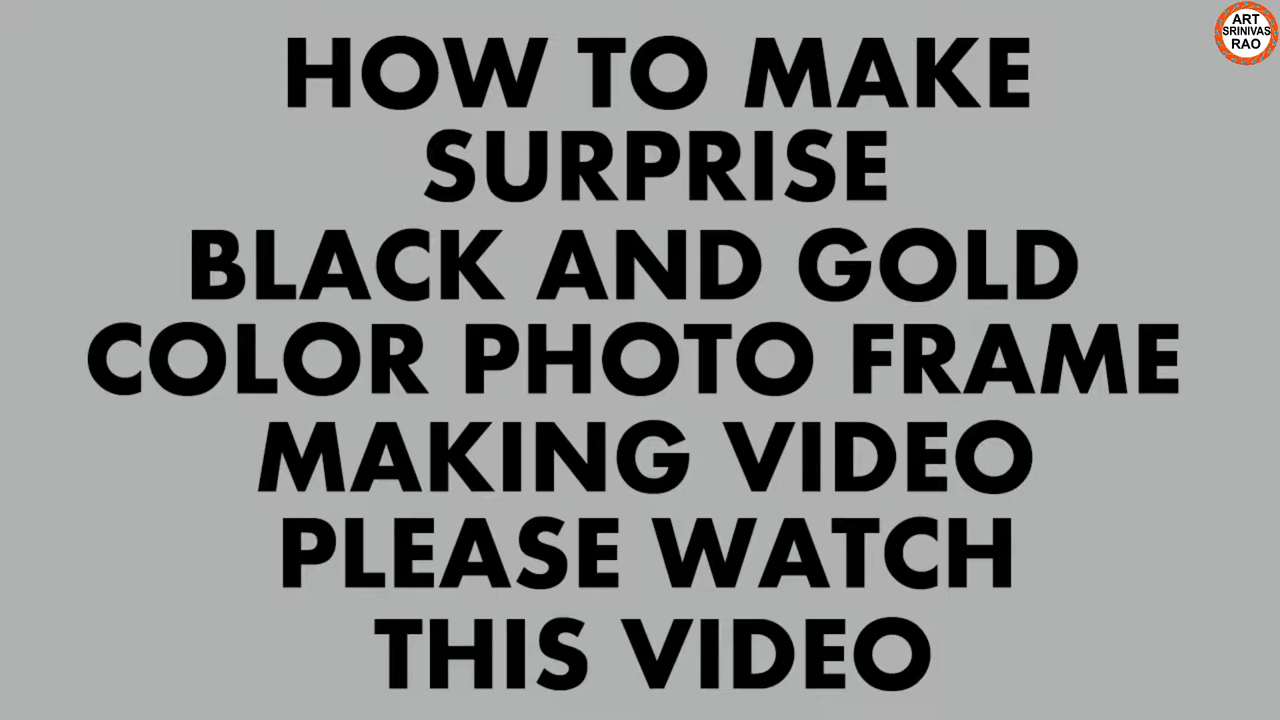 HOW TO MAKE
SURPRISE
BLACK AND GOLD
COLOR PHOTO FRAME
MAKING VIDEO
PLEASE WATCH
THIS VIDEO
ART
SRINIVAS
RAO